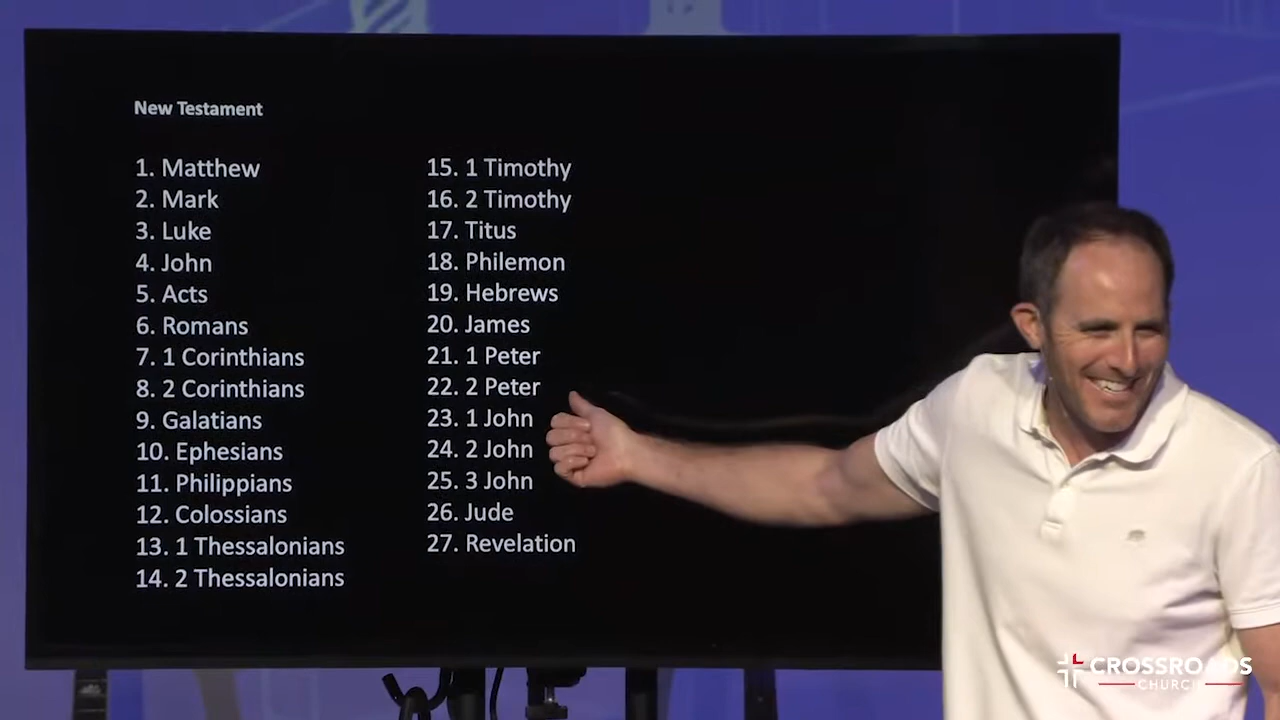 New Testament
1. Matthew
2. Mark
3. Luke
4. John
5. Acts
6. Romans
7. 1 Corinthians
8. 2 Corinthians
9. Galatians
10. Ephesians
11. Philippians
12. Colossians
13. 1 Thessalonians
14. 2 Thessalonians
15. 1 Timothy
16. 2 Timothy
17. Titus
18. Philemon
19. Hebrews
20. James
21. 1 Peter
22. 2 Peter
23. 1 John
24. 2 John
25. 3 John
26. Jude
27. Revelation
CROSSROADS
CHURCH